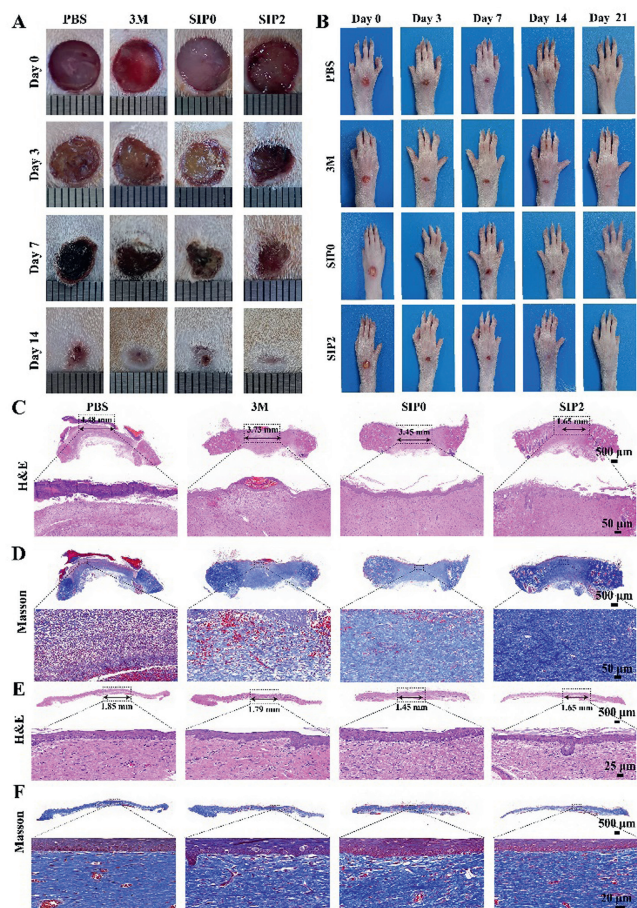 A
PBS 3M SIP0 SIP2
Day 0
Day 3
Day 7
Day 14
B
Day 0 Day 3 Day 7 Day 14 Day 21
PBS
3M
SIP0
SIP2
C
PBS 3M SIP0 SIP2
H&E
4.48 mm 3.75 mm 3.45 mm 1.65 mm
500 μm
50 μm
D
Masson
500 μm
50 μm
E
H&E
1.85 mm 1.79 mm 1.45 mm 1.65 mm
500 μm
25 μm
F
Masson
500 μm
20 μm